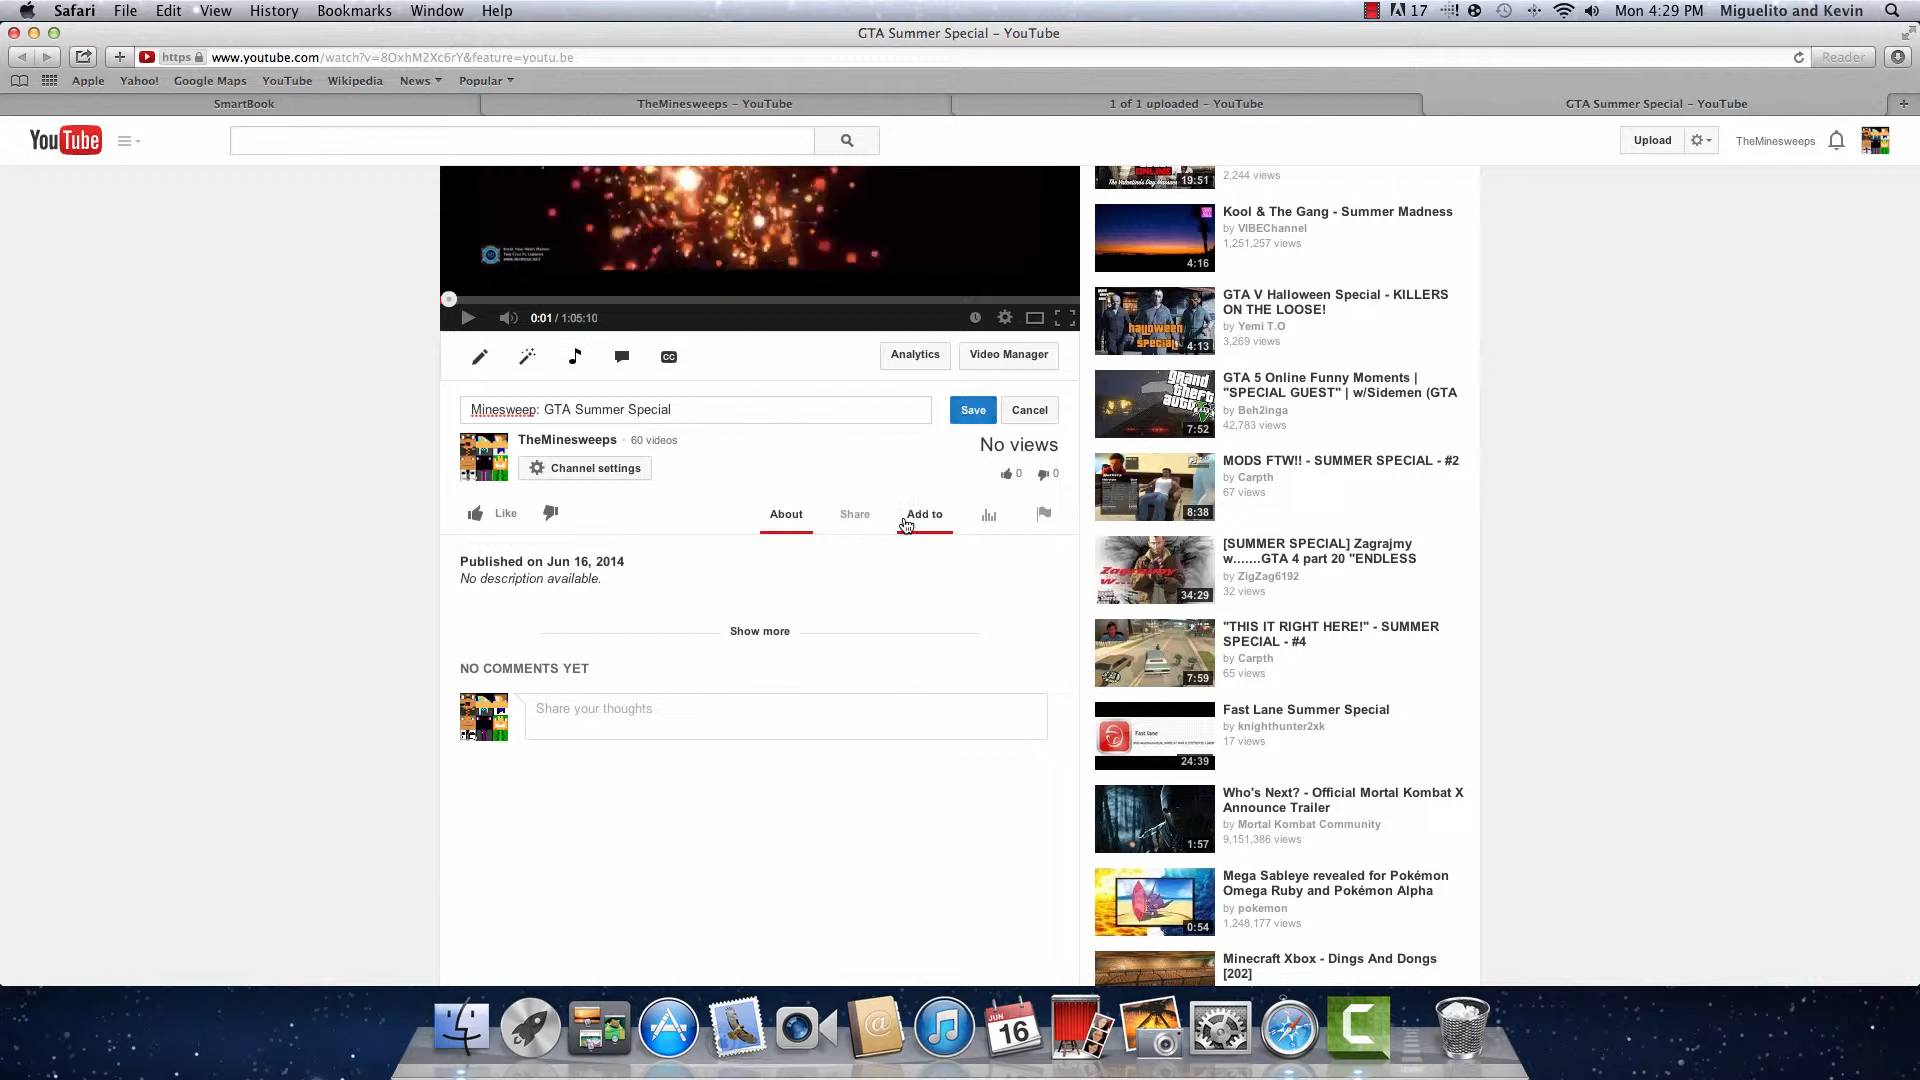 Safari File Edit View History Bookmarks Window Help 17 Mon 4:29 PM Miguelito and Kevin
GTA Summer Special – YouTube
https www.youtube.com/watch?v=8OxhM2Xc6rY&feature=youtu.be Reader
Apple Yahoo! Google Maps YouTube Wikipedia News Popular
SmartBook TheMinesweeps – YouTube 1 of 1 uploaded – YouTube GTA Summer Special – YouTube
YouTube Upload TheMinesweeps
0:01 / 1:05:10
Analytics Video Manager
Minesweep: GTA Summer Special Save Cancel
TheMinesweeps · 60 videos
No views
Channel settings
0 0
Like About Share Add to
Published on Jun 16, 2014
No description available.
Show more
NO COMMENTS YET
Share your thoughts
ONLINE
19:51
2,244 views
Kool & The Gang - Summer Madness
by VIBEChannel
1,251,257 views
4:16
GTA V Halloween Special - KILLERS
ON THE LOOSE!
by Yemi T.O
3,269 views
halloween
special
4:13
GTA 5 Online Funny Moments |
"SPECIAL GUEST" | w/Sidemen (GTA
by Beh2inga
42,783 views
grand
theft
auto
7:52
MODS FTW!! - SUMMER SPECIAL - #2
by Carpth
67 views
8:38
[SUMMER SPECIAL] Zagrajmy
w.......GTA 4 part 20 "ENDLESS
by ZigZag6192
32 views
Zagrajmy
w...
34:29
"THIS IT RIGHT HERE!" - SUMMER
SPECIAL - #4
by Carpth
65 views
7:59
Fast Lane Summer Special
by knighthunter2xk
17 views
Fast lane
24:39
Who's Next? - Official Mortal Kombat X
Announce Trailer
by Mortal Kombat Community
9,151,386 views
1:57
Mega Sableye revealed for Pokémon
Omega Ruby and Pokémon Alpha
by pokemon
1,248,177 views
0:54
Minecraft Xbox - Dings And Dongs
[202]
JUN
16